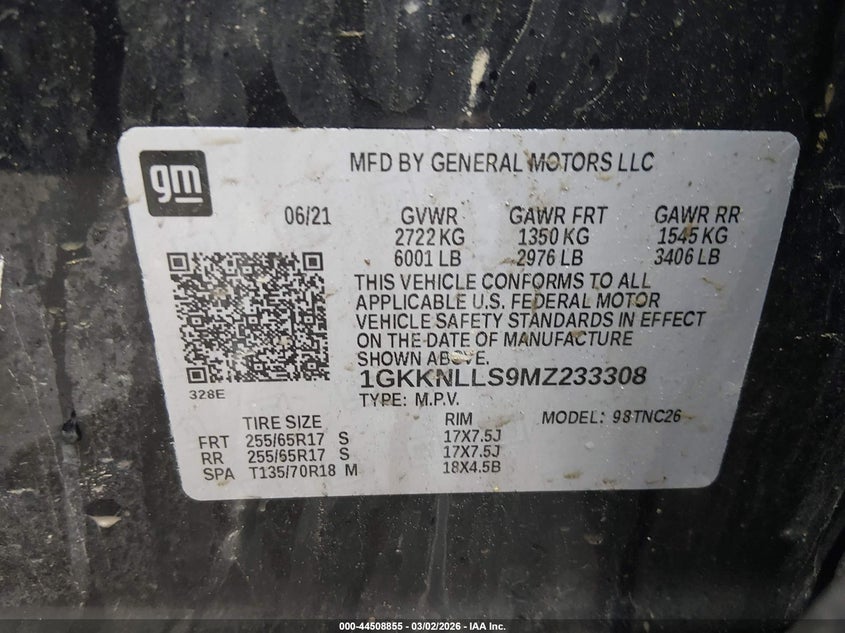 gm
MFD BY GENERAL MOTORS LLC
06/21 GVWR GAWR FRT GAWR RR
2722 KG 1350 KG 1545 KG
6001 LB 2976 LB 3406 LB
THIS VEHICLE CONFORMS TO ALL
APPLICABLE U.S. FEDERAL MOTOR
VEHICLE SAFETY STANDARDS IN EFFECT
ON THE DATE OF MANUFACTURE
SHOWN ABOVE.
1GKKNLLS9MZ233308
328E
TYPE: M.P.V.
TIRE SIZE RIM MODEL: 98TNC26
FRT 255/65R17 S 17X7.5J
RR 255/65R17 S 17X7.5J
SPA T135/70R18 M 18X4.5B
000-44508855 - 03/02/2026 - IAA Inc.